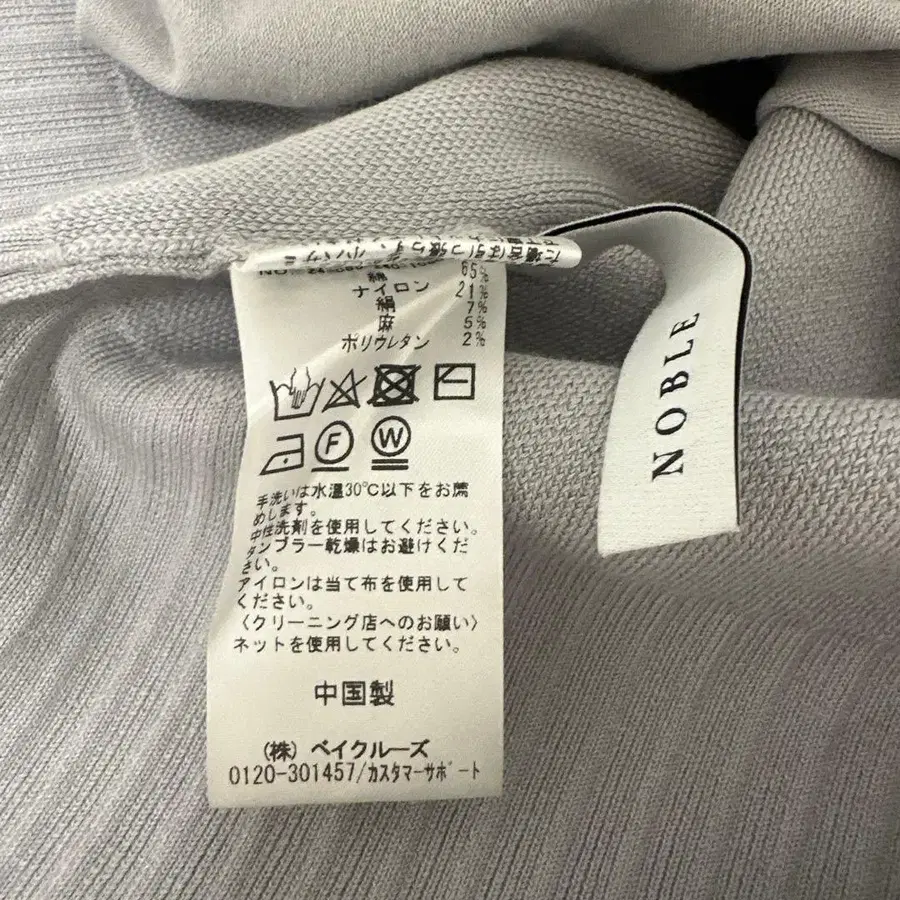 綿 65%
ナイロン 21%
絹 7%
麻 5%
ポリウレタン 2%
F W
手洗いは水温30℃以下をお薦
めします。
中性洗剤を使用してください。
タンブラー乾燥はお避けくだ
さい。
アイロンは当て布を使用して
ください。
〈クリーニング店へのお願い〉
ネットを使用してください。
中国製
(株) ベイクルーズ
0120-301457/カスタマーサポート
NOBLE